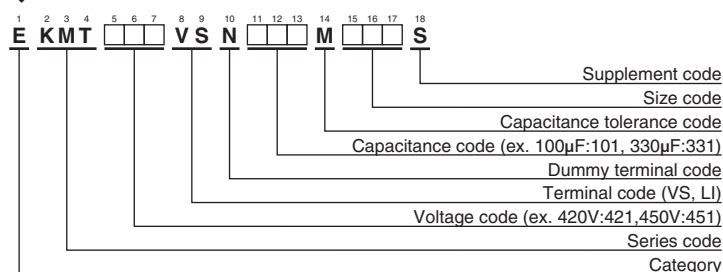 1 2 3 4 5 6 7 8 9 10 11 12 13 14 15 16 17 18
E KMT □□□ VS N □□□ M □□□ S
Supplement code
Size code
Capacitance tolerance code
Capacitance code (ex. 100µF:101, 330µF:331)
Dummy terminal code
Terminal code (VS, LI)
Voltage code (ex. 420V:421,450V:451)
Series code
Category